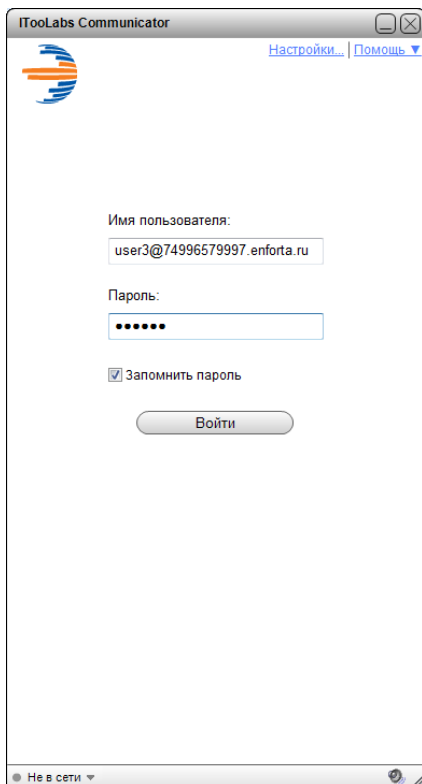 ITooLabs Communicator
Настройки... | Помощь ▼
Имя пользователя:
user3@74996579997.enforta.ru
Пароль:
••••••
Запомнить пароль
Войти
Не в сети